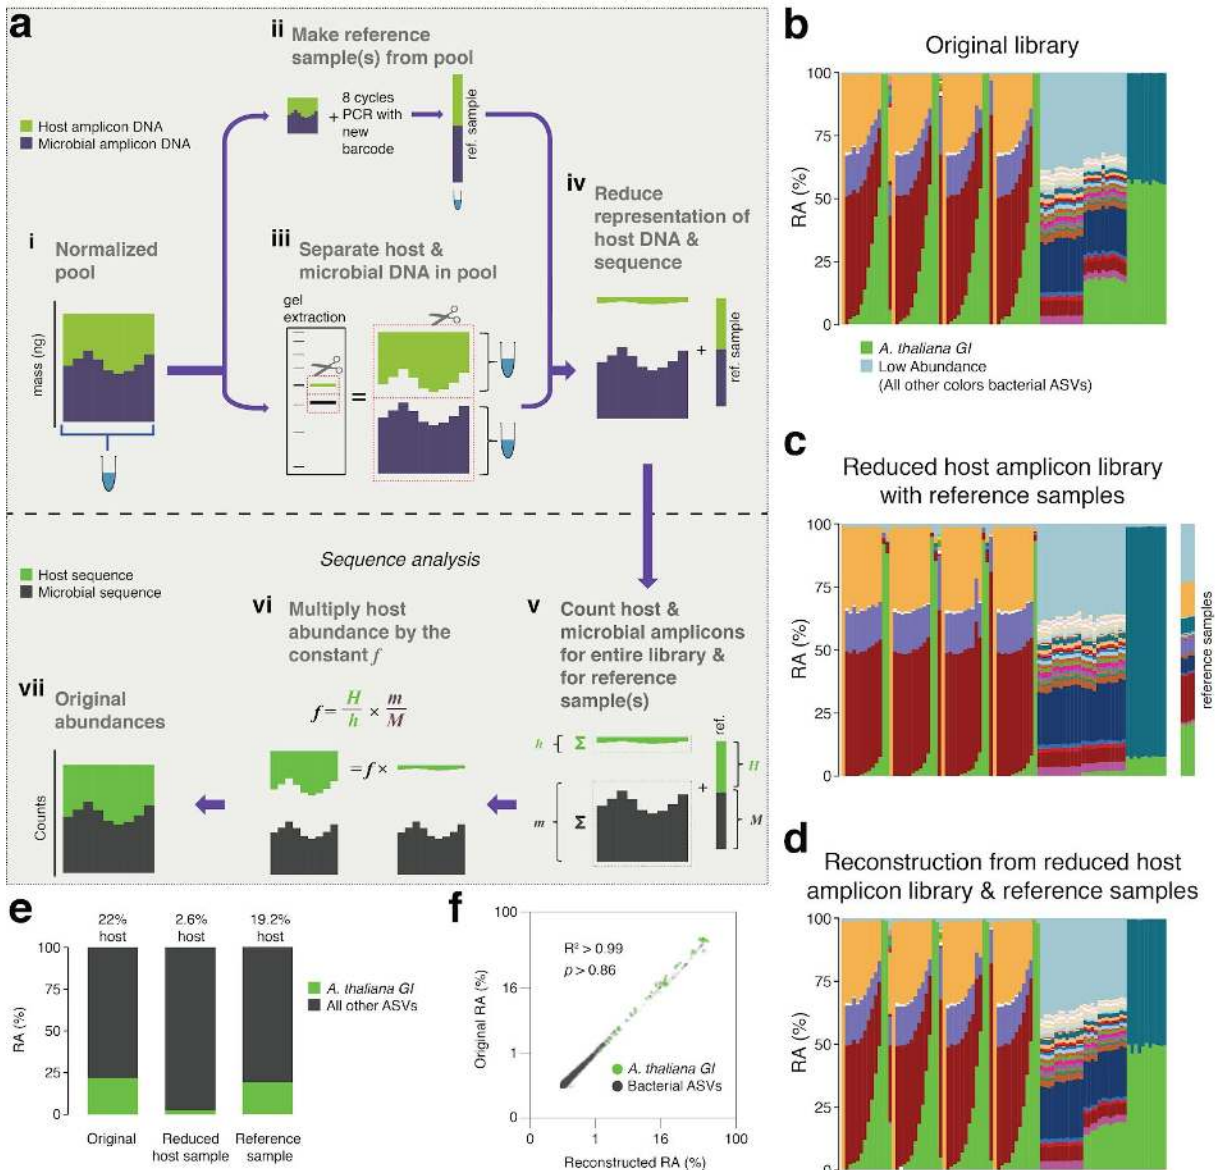 a
ii Make reference
sample(s) from pool
Host amplicon DNA
Microbial amplicon DNA
+ 8 cycles
PCR with
new
barcode
ref. sample
i Normalized
pool
mass (ng)
iii Separate host &
microbial DNA in pool
gel
extraction
=
iv Reduce
representation of
host DNA &
sequence
+
ref. sample
Sequence analysis
Host sequence
Microbial sequence
v Count host &
microbial amplicons
for entire library &
for reference
sample(s)
h Σ
m Σ
+
ref.
H
M
vi Multiply host
abundance by the
constant f
f = H/h × m/M
= f ×
vii Original
abundances
Counts
b
Original library
RA (%)
100
75
50
25
0
A. thaliana GI
Low Abundance
(All other colors bacterial ASVs)
c
Reduced host amplicon library
with reference samples
RA (%)
100
75
50
25
0
reference samples
d
Reconstruction from reduced host
amplicon library & reference samples
RA (%)
100
75
50
25
0
e
22%
host
2.6%
host
19.2%
host
RA (%)
100
75
50
25
0
A. thaliana GI
All other ASVs
Original
Reduced
host sample
Reference
sample
f
R² > 0.99
p > 0.86
Original RA (%)
100
16
1
0
A. thaliana GI
Bacterial ASVs
0 1 16 100
Reconstructed RA (%)